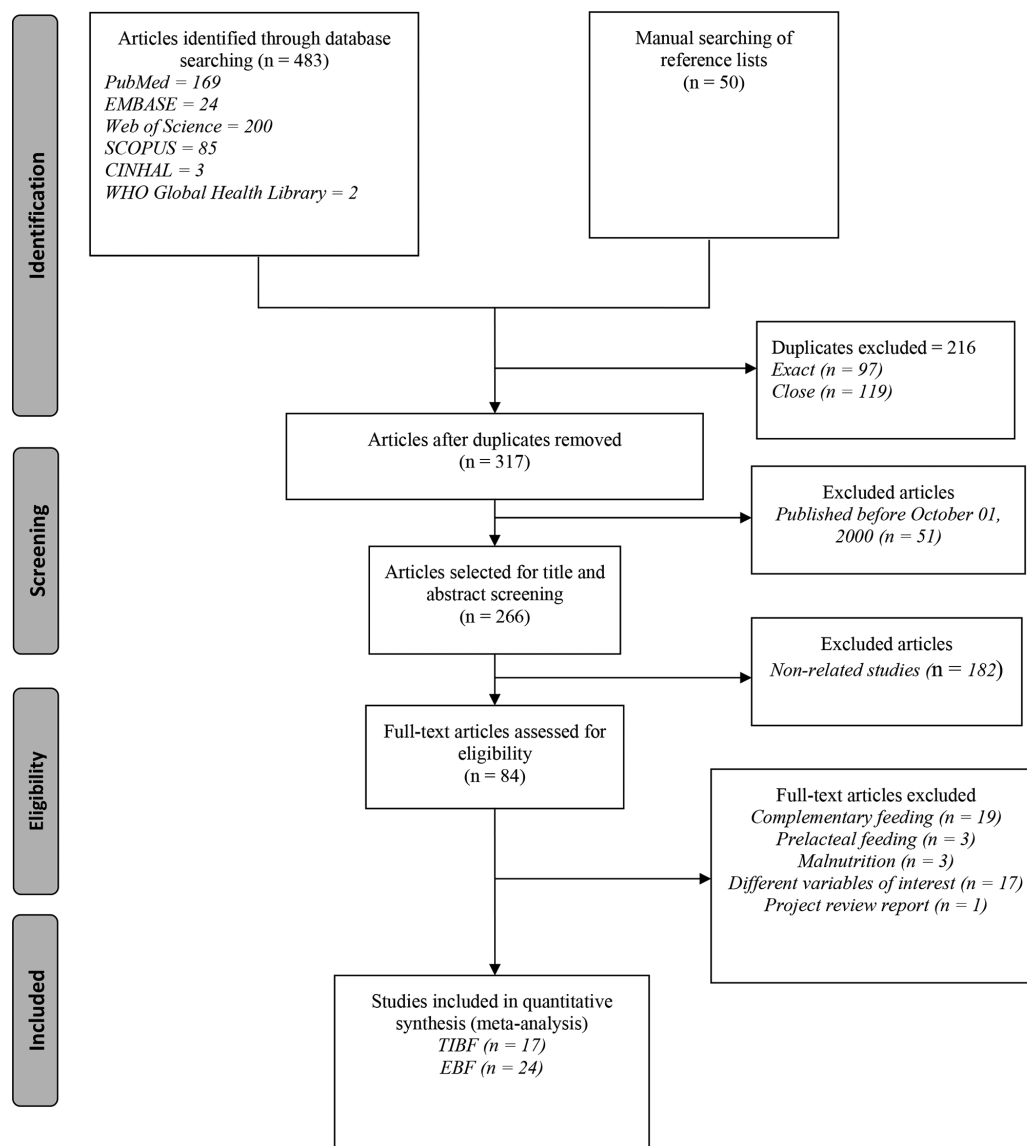 Identification
Articles identified through database
searching (n = 483)
PubMed = 169
EMBASE = 24
Web of Science = 200
SCOPUS = 85
CINHAL = 3
WHO Global Health Library = 2
Manual searching of
reference lists
(n = 50)
Duplicates excluded = 216
Exact (n = 97)
Close (n = 119)
Articles after duplicates removed
(n = 317)
Screening
Excluded articles
Published before October 01,
2000 (n = 51)
Articles selected for title and
abstract screening
(n = 266)
Excluded articles
Non-related studies (n = 182)
Eligibility
Full-text articles assessed for
eligibility
(n = 84)
Full-text articles excluded
Complementary feeding (n = 19)
Prelacteal feeding (n = 3)
Malnutrition (n = 3)
Different variables of interest (n = 17)
Project review report (n = 1)
Included
Studies included in quantitative
synthesis (meta-analysis)
TIBF (n = 17)
EBF (n = 24)